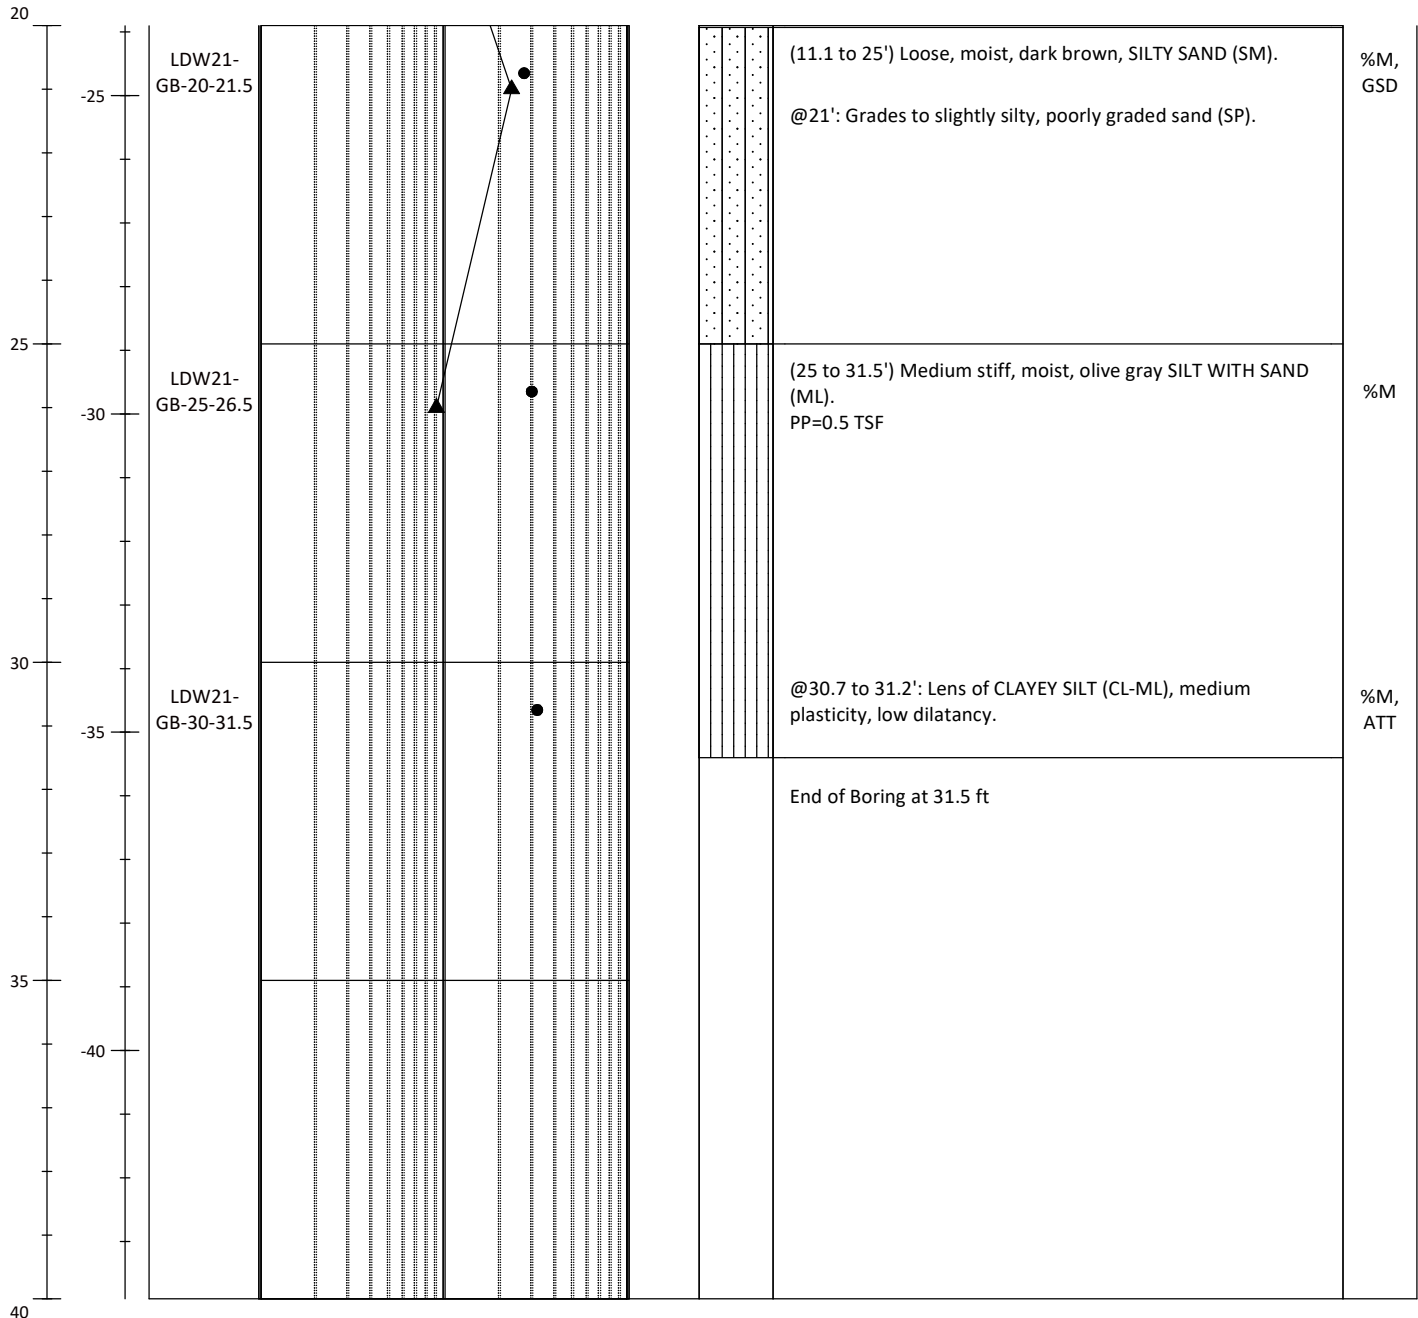 20
LDW21-
GB-20-21.5
(11.1 to 25') Loose, moist, dark brown, SILTY SAND (SM).
%M,
GSD
-25
@21': Grades to slightly silty, poorly graded sand (SP).
25
LDW21-
GB-25-26.5
(25 to 31.5') Medium stiff, moist, olive gray SILT WITH SAND
(ML).
PP=0.5 TSF
%M
-30
30
LDW21-
GB-30-31.5
@30.7 to 31.2': Lens of CLAYEY SILT (CL-ML), medium
plasticity, low dilatancy.
%M,
ATT
-35
End of Boring at 31.5 ft
35
-40
40